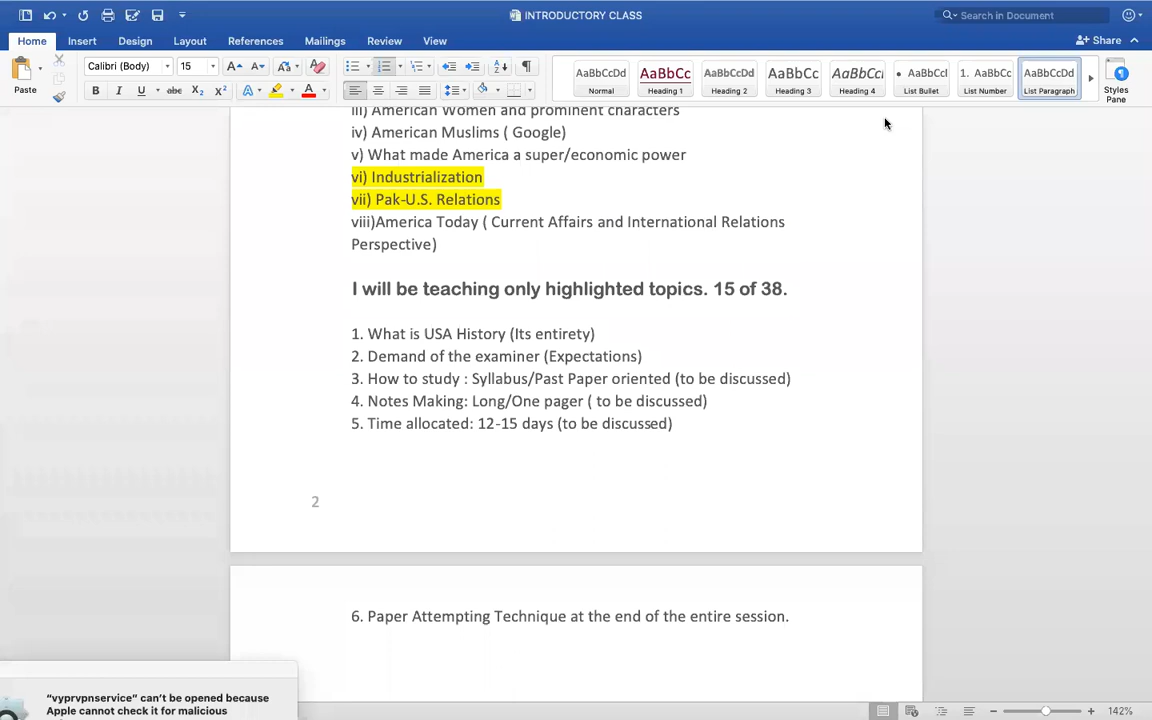 INTRODUCTORY CLASS
Search in Document
Home Insert Design Layout References Mailings Review View
Share
Paste
Calibri (Body) 15
AaBbCcDd AaBbCc AaBbCcDd AaBbCc AaBbCcI • AaBbCcI 1. AaBbCc AaBbCcDd
Normal Heading 1 Heading 2 Heading 3 Heading 4 List Bullet List Number List Paragraph
Styles
Pane
iii) American Women and prominent characters
iv) American Muslims ( Google)
v) What made America a super/economic power
vi) Industrialization
vii) Pak-U.S. Relations
viii)America Today ( Current Affairs and International Relations
Perspective)
I will be teaching only highlighted topics. 15 of 38.
1. What is USA History (Its entirety)
2. Demand of the examiner (Expectations)
3. How to study : Syllabus/Past Paper oriented (to be discussed)
4. Notes Making: Long/One pager ( to be discussed)
5. Time allocated: 12-15 days (to be discussed)
2
6. Paper Attempting Technique at the end of the entire session.
“vyprvpnservice” can’t be opened because
Apple cannot check it for malicious
142%